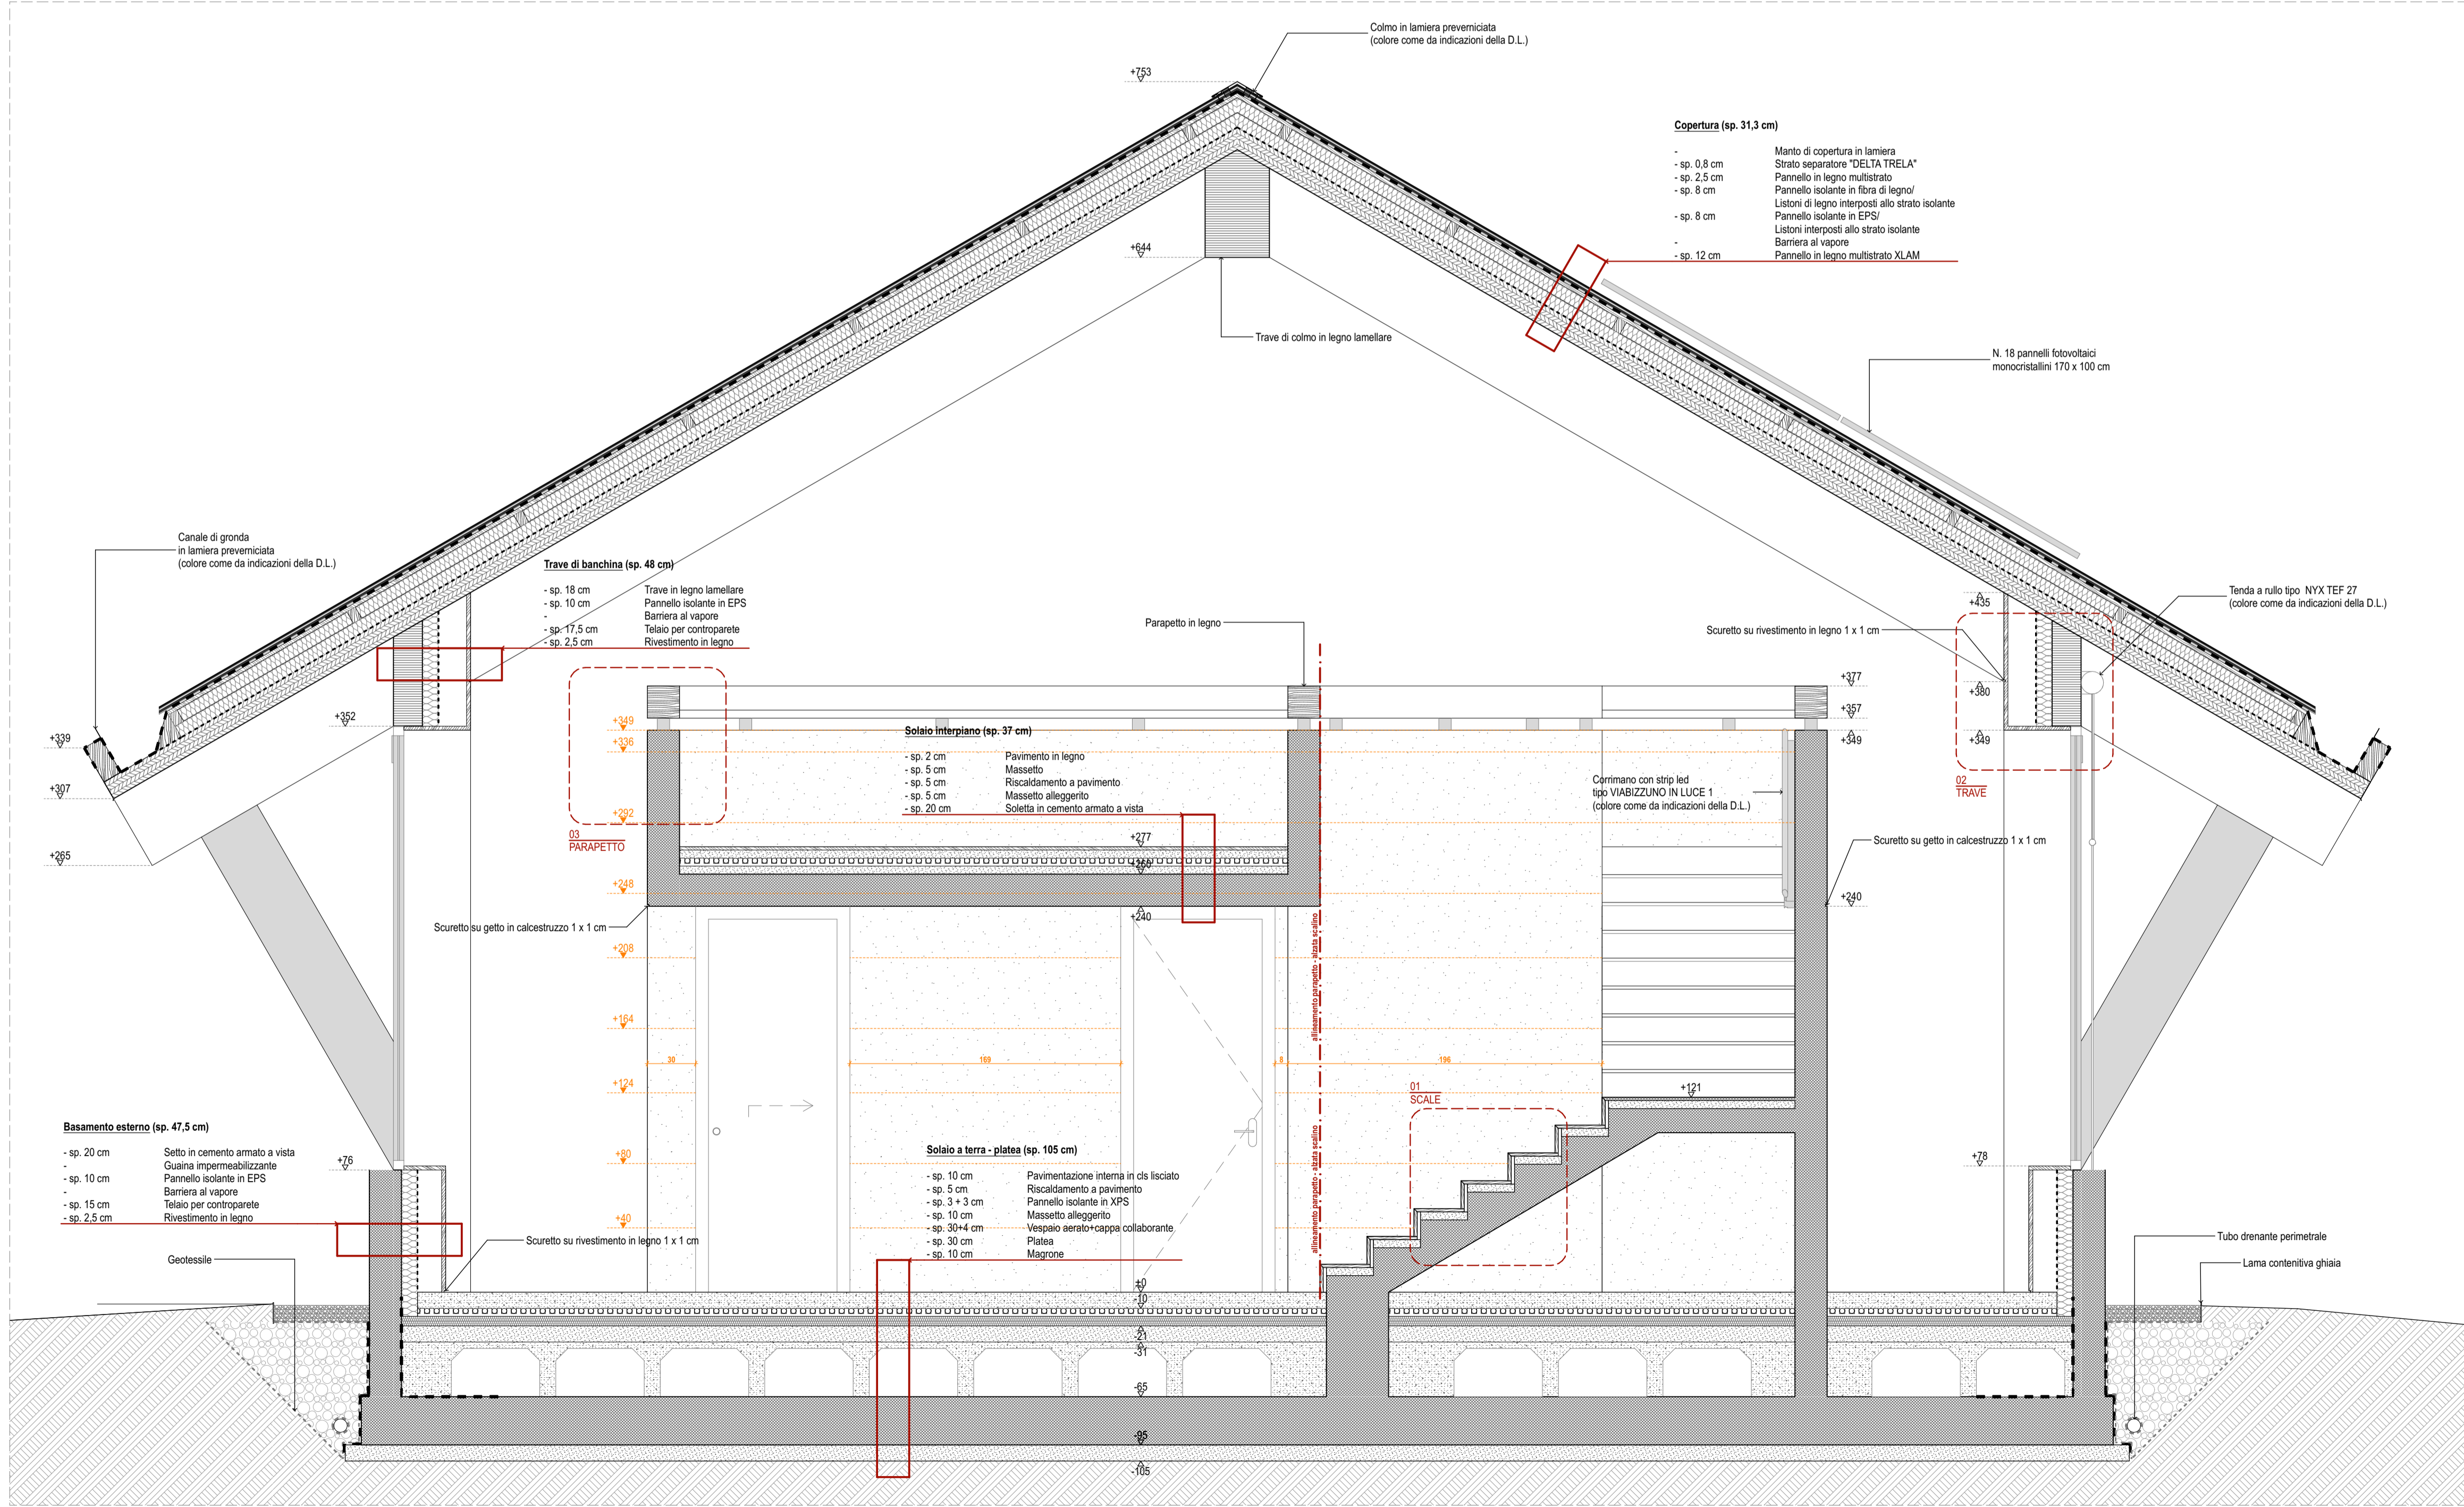 Colmo in lamiera preverniciata
(colore come da indicazioni della D.L.)
+753
Copertura (sp. 31,3 cm)
- Manto di copertura in lamiera
- sp. 0,8 cm Strato separatore "DELTA TRELA"
- sp. 2,5 cm Pannello in legno multistrato
- sp. 8 cm Pannello isolante in fibra di legno/
Listoni di legno interposti allo strato isolante
- sp. 8 cm Pannello isolante in EPS/
Listoni interposti allo strato isolante
- Barriera al vapore
- sp. 12 cm Pannello in legno multistrato XLAM
+644
Trave di colmo in legno lamellare
N. 18 pannelli fotovoltaici
monocristallini 170 x 100 cm
Canale di gronda
in lamiera preverniciata
(colore come da indicazioni della D.L.)
Trave di banchina (sp. 48 cm)
- sp. 18 cm Trave in legno lamellare
- sp. 10 cm Pannello isolante in EPS
- Barriera al vapore
- sp. 17,5 cm Telaio per controparete
- sp. 2,5 cm Rivestimento in legno
Parapetto in legno
+435
Tenda a rullo tipo NYX TEF 27
(colore come da indicazioni della D.L.)
Scuretto su rivestimento in legno 1 x 1 cm
+377
+380
+357
+352
+349
+349
+349
+339
+336
02
TRAVE
Solaio interpiano (sp. 37 cm)
- sp. 2 cm Pavimento in legno
- sp. 5 cm Massetto
- sp. 5 cm Riscaldamento a pavimento
- sp. 5 cm Massetto alleggerito
- sp. 20 cm Soletta in cemento armato a vista
Corrimano con strip led
tipo VIABIZZUNO IN LUCE 1
(colore come da indicazioni della D.L.)
+307
+292
03
PARAPETTO
+277
+260
+265
Scuretto su getto in calcestruzzo 1 x 1 cm
+248
+240
+240
Scuretto su getto in calcestruzzo 1 x 1 cm
+208
allineamento parapetto - alzata scalino
+164
30
169
8
196
+124
01
SCALE
+121
Basamento esterno (sp. 47,5 cm)
- sp. 20 cm Setto in cemento armato a vista
- Guaina impermeabilizzante
- sp. 10 cm Pannello isolante in EPS
- Barriera al vapore
- sp. 15 cm Telaio per controparete
- sp. 2,5 cm Rivestimento in legno
+76
+80
+78
Solaio a terra - platea (sp. 105 cm)
- sp. 10 cm Pavimentazione interna in cls lisciato
- sp. 5 cm Riscaldamento a pavimento
- sp. 3 + 3 cm Pannello isolante in XPS
- sp. 10 cm Massetto alleggerito
- sp. 30+4 cm Vespaio aerato+cappa collaborante
- sp. 30 cm Platea
- sp. 10 cm Magrone
allineamento parapetto - alzata scalino
+40
Scuretto su rivestimento in legno 1 x 1 cm
Geotessile
Tubo drenante perimetrale
Lama contenitiva ghiaia
±0
-10
-21
-31
-65
-95
-105